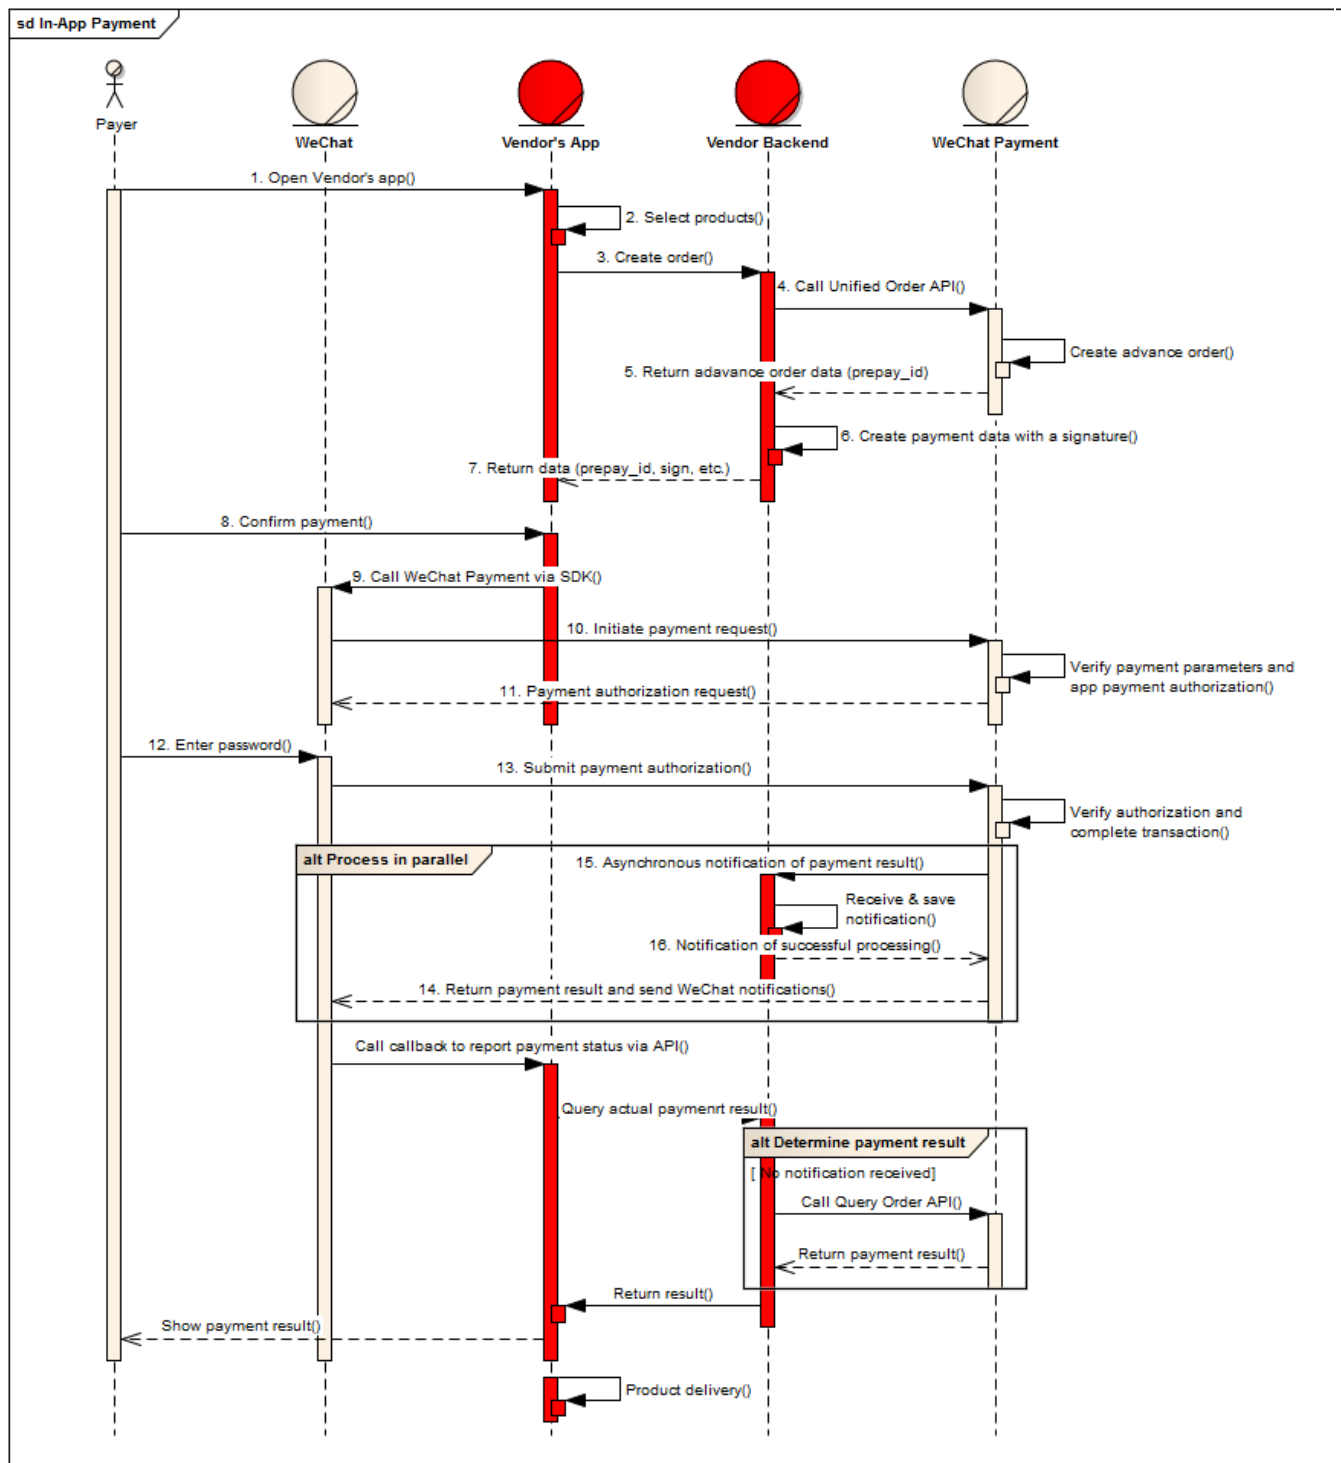 sd In-App Payment
Payer
WeChat
Vendor's App
Vendor Backend
WeChat Payment
1. Open Vendor's app()
2. Select products()
3. Create order()
4. Call Unified Order API()
Create advance order()
5. Return adavance order data (prepay_id)
6. Create payment data with a signature()
7. Return data (prepay_id, sign, etc.)
8. Confirm payment()
9. Call WeChat Payment via SDK()
10. Initiate payment request()
Verify payment parameters and
app payment authorization()
11. Payment authorization request()
12. Enter password()
13. Submit payment authorization()
Verify authorization and
complete transaction()
alt Process in parallel
15. Asynchronous notification of payment result()
Receive & save
notification()
16. Notification of successful processing()
14. Return payment result and send WeChat notifications()
Call callback to report payment status via API()
Query actual paymenrt result()
alt Determine payment result
[ No notification received]
Call Query Order API()
Return payment result()
Return result()
Show payment result()
Product delivery()